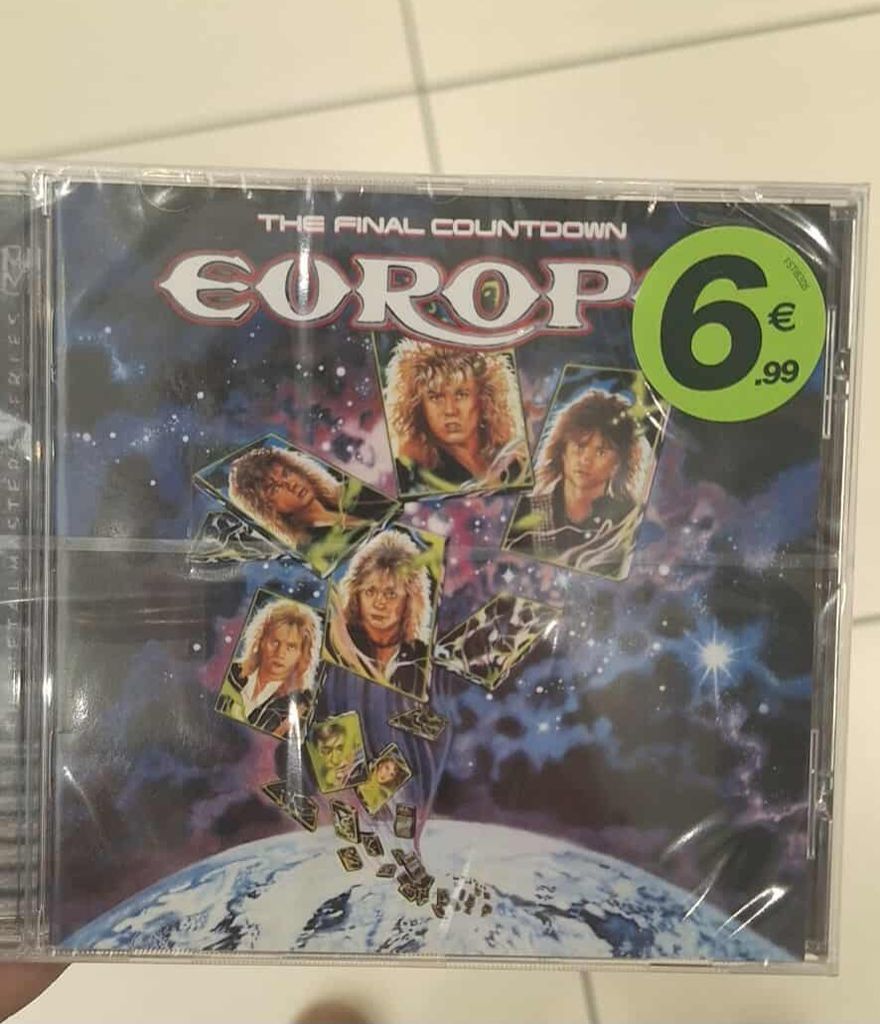 THE FINAL COUNTDOWN
EUROP
6€.99